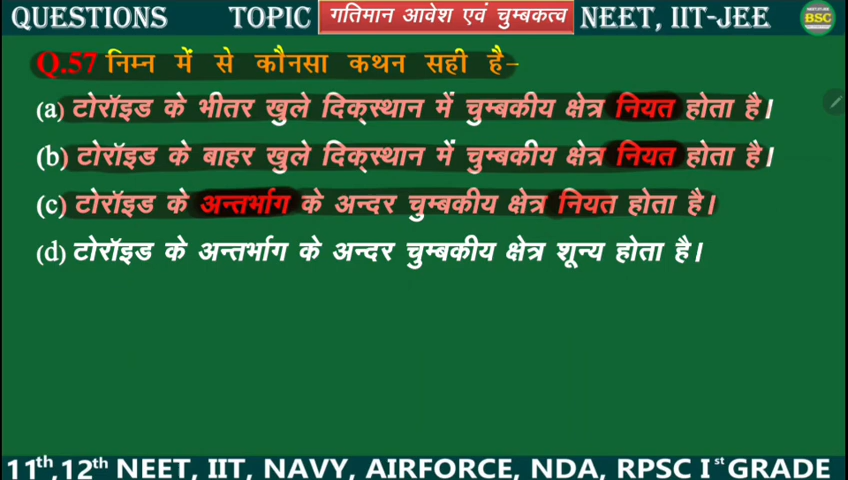 QUESTIONS TOPIC गतिमान आवेश एवं चुम्बकत्व NEET, IIT-JEE BSC
Q.57 निम्न में से कौनसा कथन सही है-
(a) टोरॉइड के भीतर खुले दिक्स्थान में चुम्बकीय क्षेत्र नियत होता है।
(b) टोरॉइड के बाहर खुले दिक्स्थान में चुम्बकीय क्षेत्र नियत होता है।
(c) टोरॉइड के अन्तर्भाग के अन्दर चुम्बकीय क्षेत्र नियत होता है।
(d) टोरॉइड के अन्तर्भाग के अन्दर चुम्बकीय क्षेत्र शून्य होता है।
11th,12th NEET, IIT, NAVY, AIRFORCE, NDA, RPSC Ist GRADE